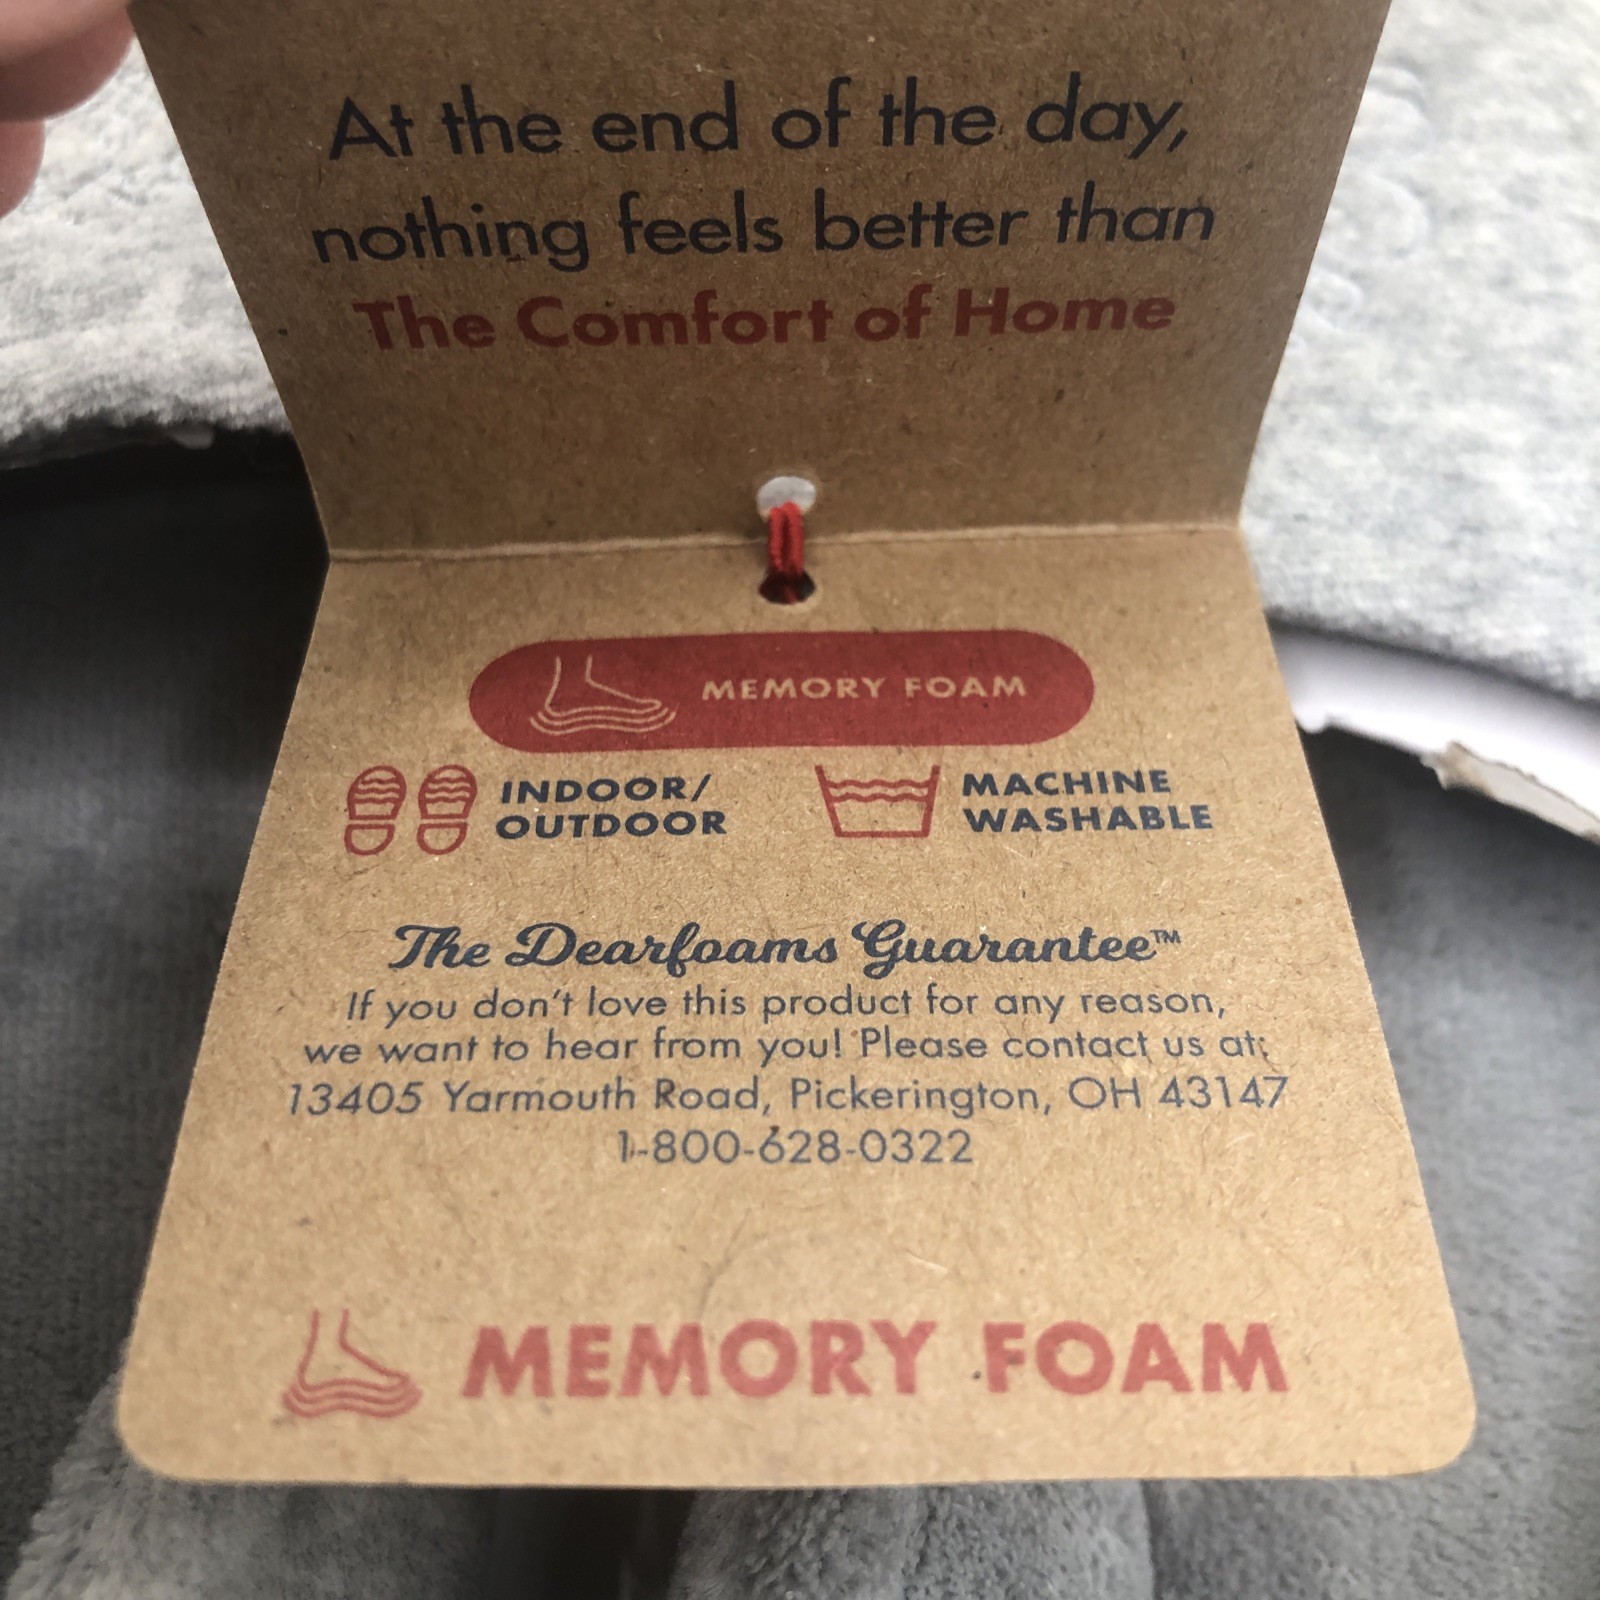 At the end of the day,
nothing feels better than
The Comfort of Home
MEMORY FOAM
INDOOR/
OUTDOOR
MACHINE
WASHABLE
The Dearfoams Guarantee™
If you don't love this product for any reason,
we want to hear from you! Please contact us at:
13405 Yarmouth Road, Pickerington, OH 43147
1-800-628-0322
MEMORY FOAM